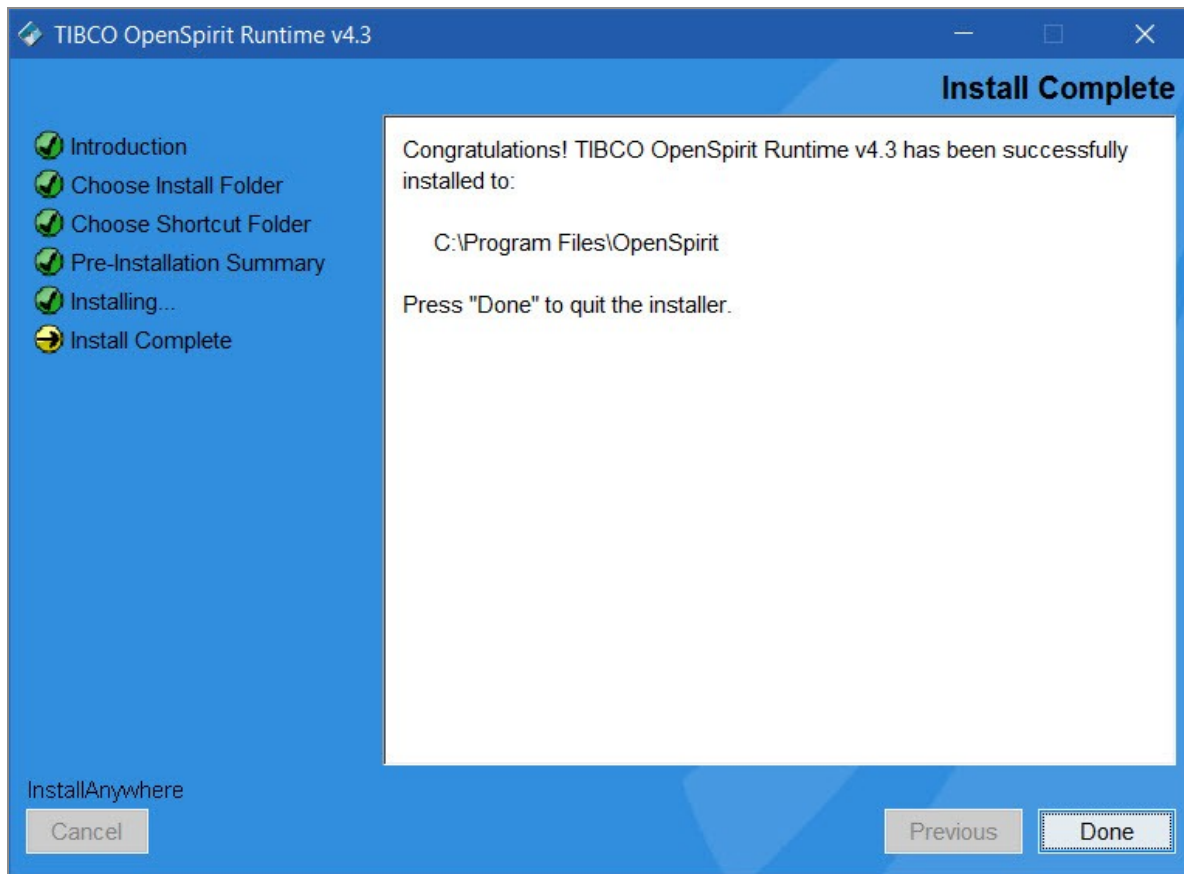 TIBCO OpenSpirit Runtime v4.3
Install Complete
Introduction
Choose Install Folder
Choose Shortcut Folder
Pre-Installation Summary
Installing...
Install Complete
Congratulations! TIBCO OpenSpirit Runtime v4.3 has been successfully
installed to:
C:\Program Files\OpenSpirit
Press "Done" to quit the installer.
InstallAnywhere
Cancel
Previous
Done